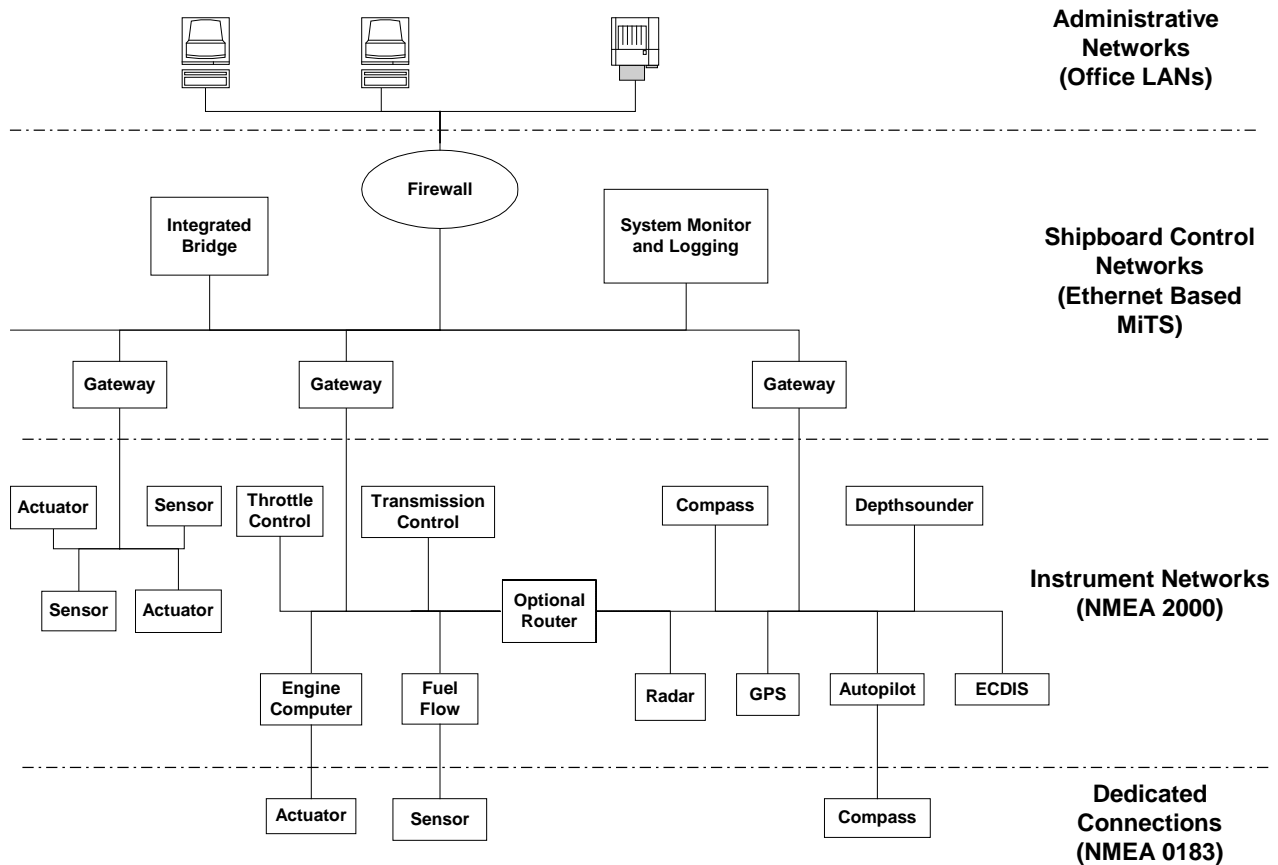 Administrative
Networks
(Office LANs)
Firewall
Integrated
Bridge
System Monitor
and Logging
Shipboard Control
Networks
(Ethernet Based
MiTS)
Gateway
Gateway
Gateway
Actuator
Sensor
Throttle
Control
Transmission
Control
Compass
Depthsounder
Sensor
Actuator
Optional
Router
Instrument Networks
(NMEA 2000)
Engine
Computer
Fuel
Flow
Radar
GPS
Autopilot
ECDIS
Actuator
Sensor
Compass
Dedicated
Connections
(NMEA 0183)